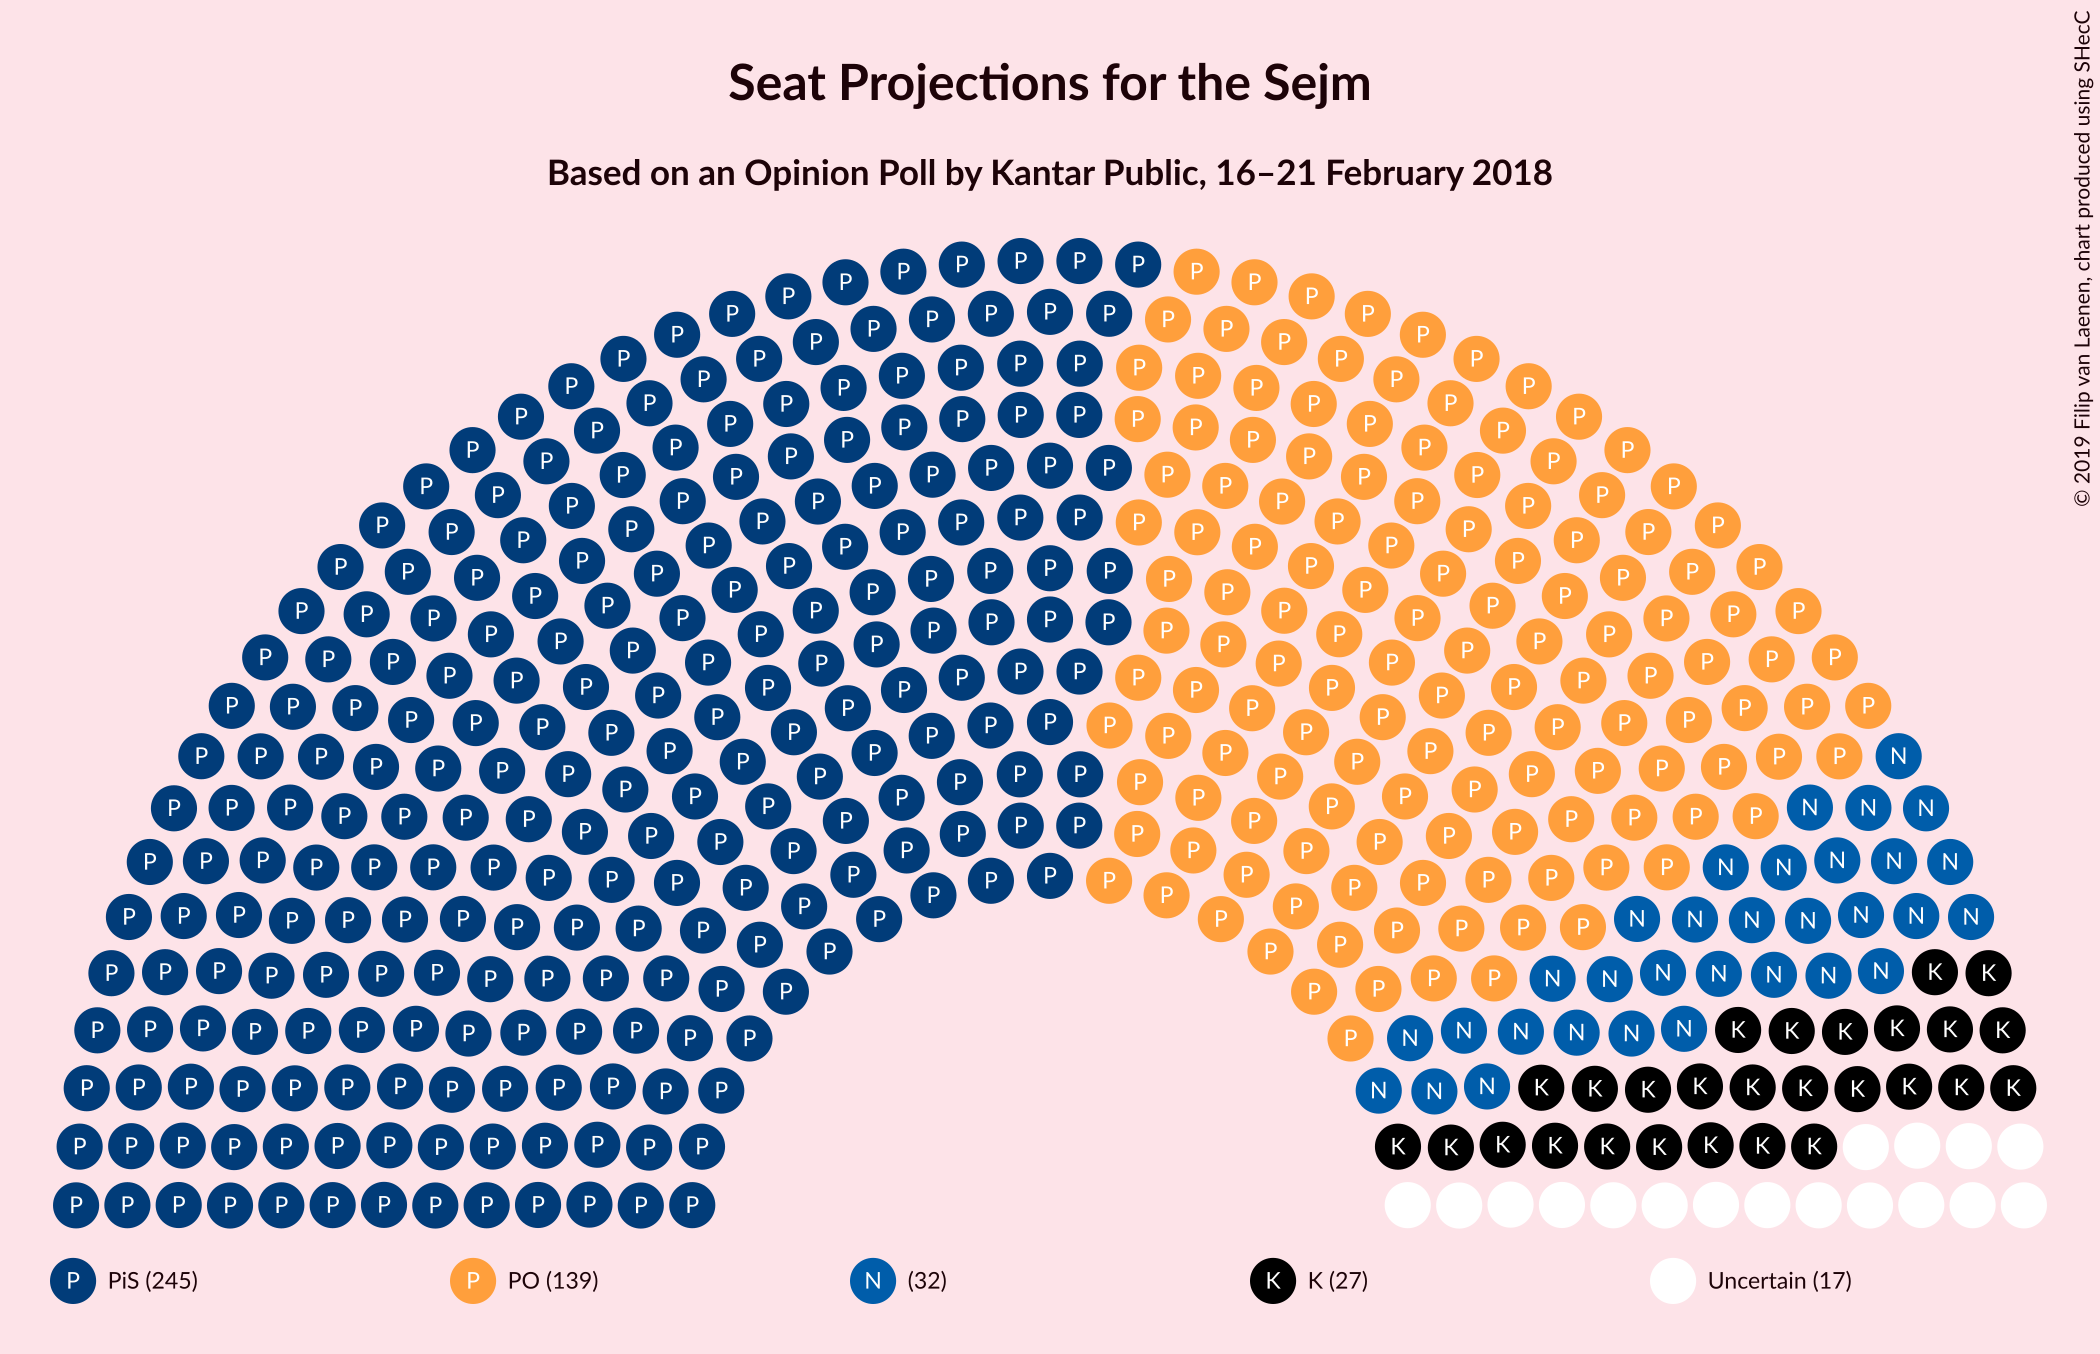 Seat Projections for the Sejm
Based on an Opinion Poll by Kantar Public, 16–21 February 2018
© 2019 Filip van Laenen, chart produced using SHecC
P PiS (245)
P PO (139)
N (32)
K K (27)
Uncertain (17)